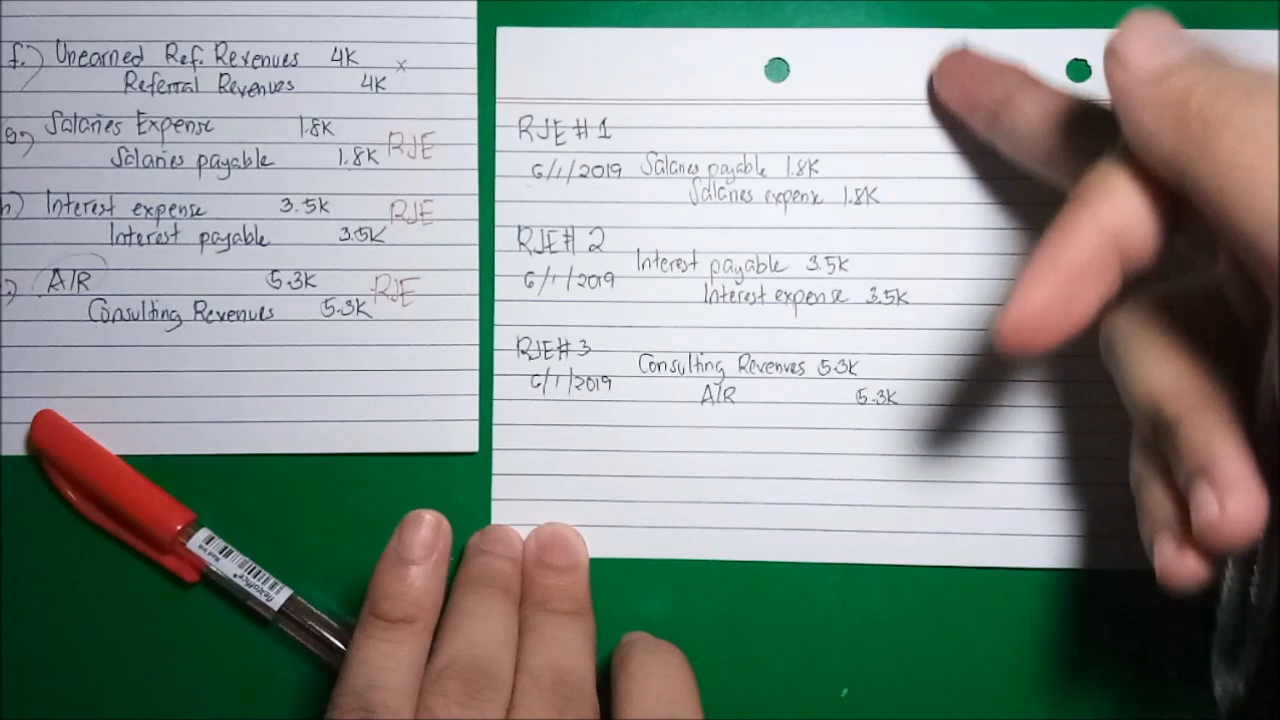 f.) Unearned Ref. Revenues 4K x
Referral Revenues 4K
g) Salaries Expense 1.8K
Salaries payable 1.8K RJE
h) Interest expense 3.5K RJE
Interest payable 3.5K
A/R 5.3K RJE
Consulting Revenues 5.3K
RJE # 1
6/1/2019 Salaries payable 1.8K
Salaries expense 1.8K
RJE # 2
6/1/2019 Interest payable 3.5K
Interest expense 3.5K
RJE # 3
6/1/2019 Consulting Revenues 5.3K
A/R 5.3K
flexoffice Red Ink